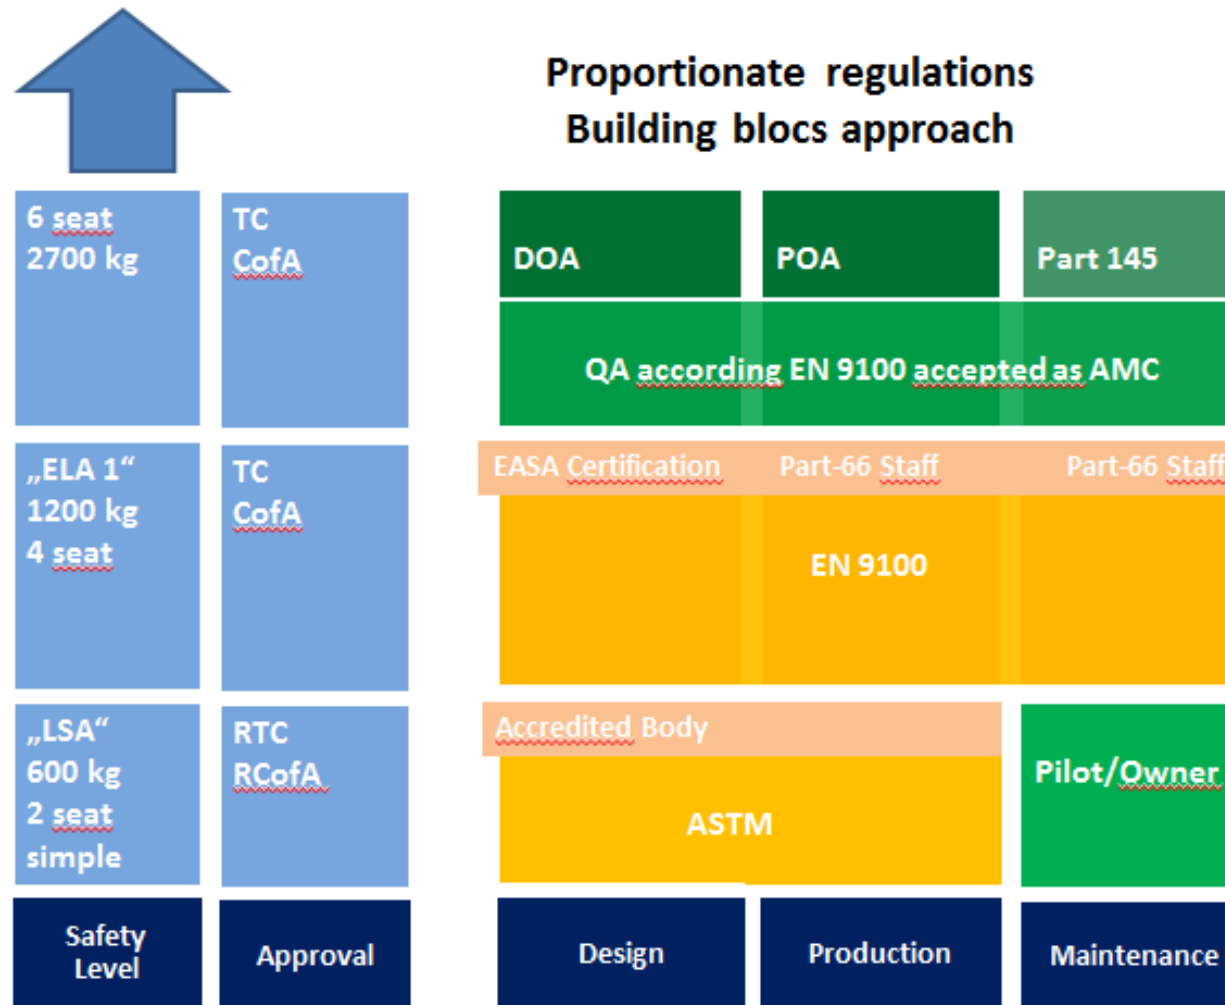 Proportionate regulations
Building blocs approach
6 seat
2700 kg
TC
CofA
DOA
POA
Part 145
QA according EN 9100 accepted as AMC
„ELA 1“
1200 kg
4 seat
TC
CofA
EASA Certification
Part-66 Staff
Part-66 Staff
EN 9100
„LSA“
600 kg
2 seat
simple
RTC
RCofA
Accredited Body
ASTM
Pilot/Owner
Safety
Level
Approval
Design
Production
Maintenance